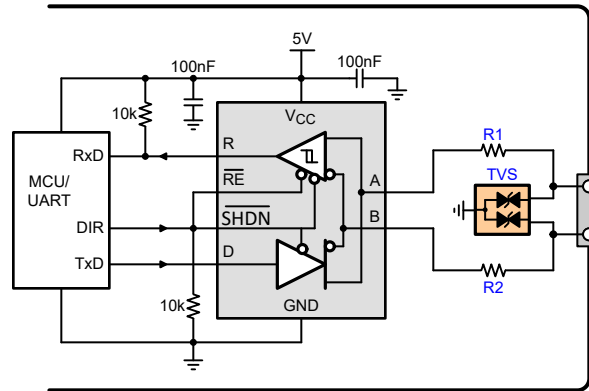 5V
100nF
100nF
10k
VCC
R1
RxD
R
TVS
MCU/
UART
RE
A
DIR
SHDN
B
TxD
D
R2
10k
GND